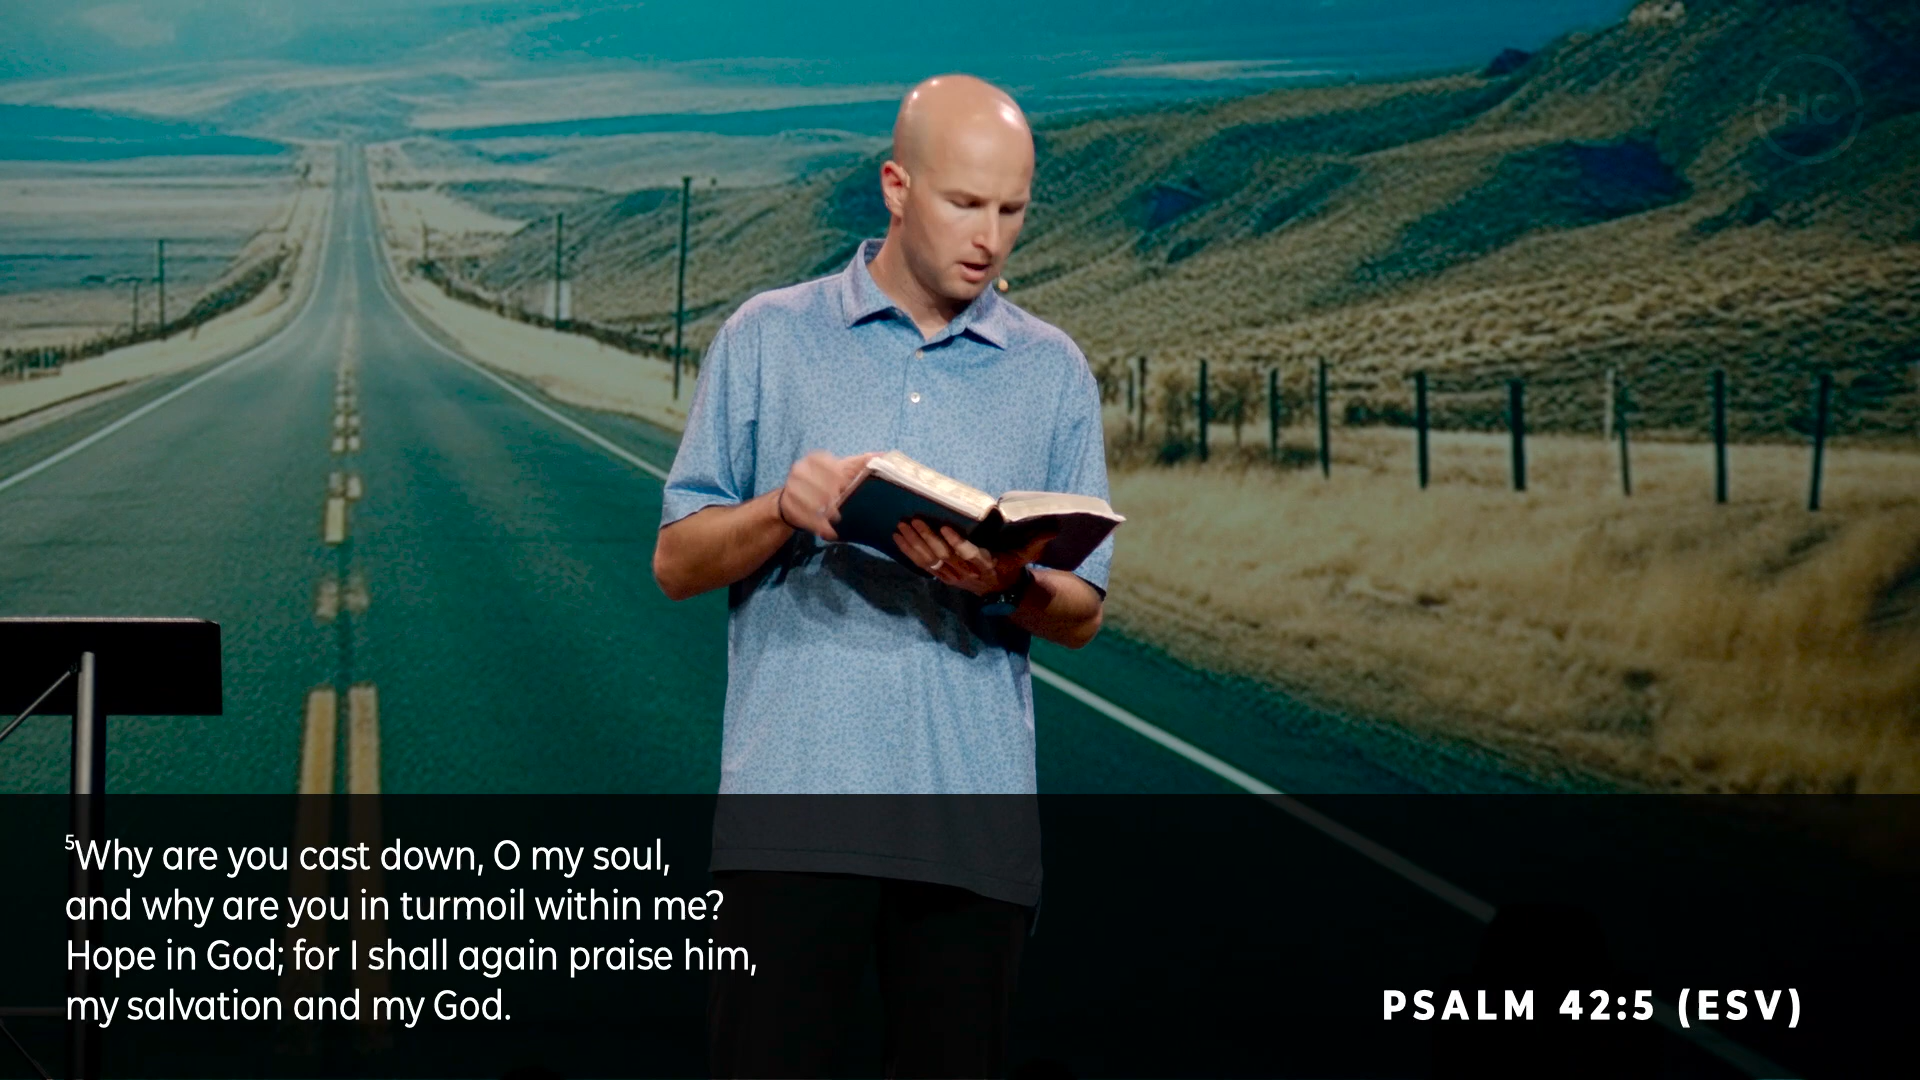 HC
⁵Why are you cast down, O my soul,
and why are you in turmoil within me?
Hope in God; for I shall again praise him,
my salvation and my God.
PSALM 42:5 (ESV)